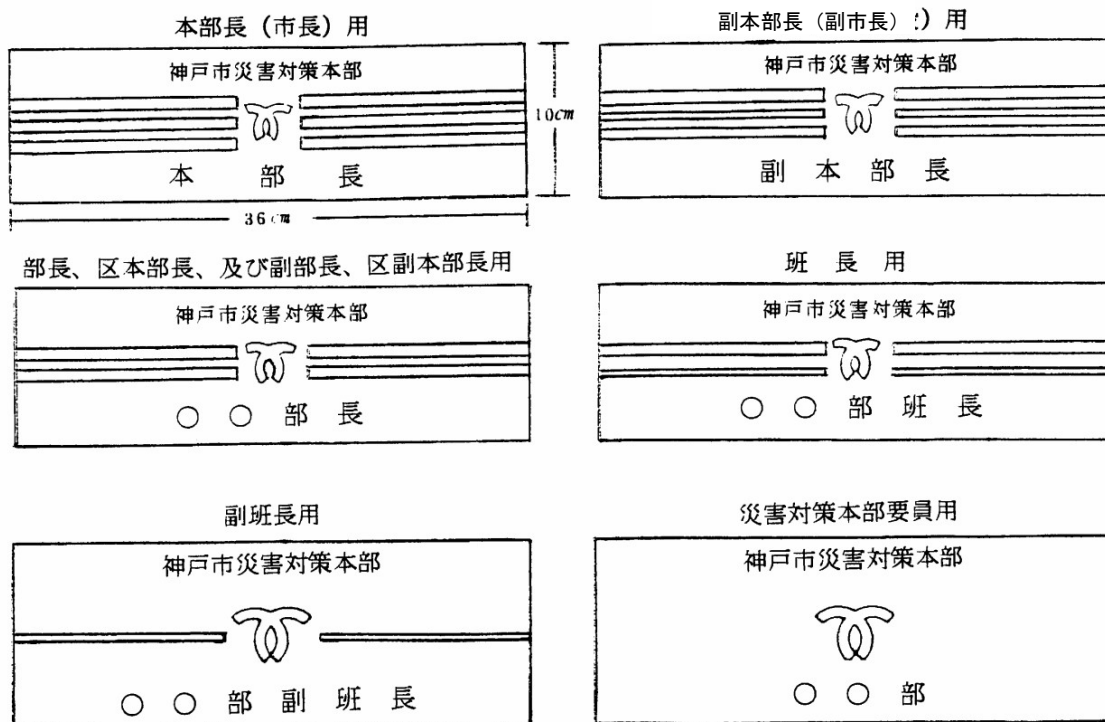 本部長（市長）用
神戸市災害対策本部
本部長
10cm
36cm
副本部長（副市長）用
神戸市災害対策本部
副本部長
部長、区本部長、及び副部長、区副本部長用
神戸市災害対策本部
○○部長
班長用
神戸市災害対策本部
○○部班長
副班長用
神戸市災害対策本部
○○部副班長
災害対策本部要員用
神戸市災害対策本部
○○部